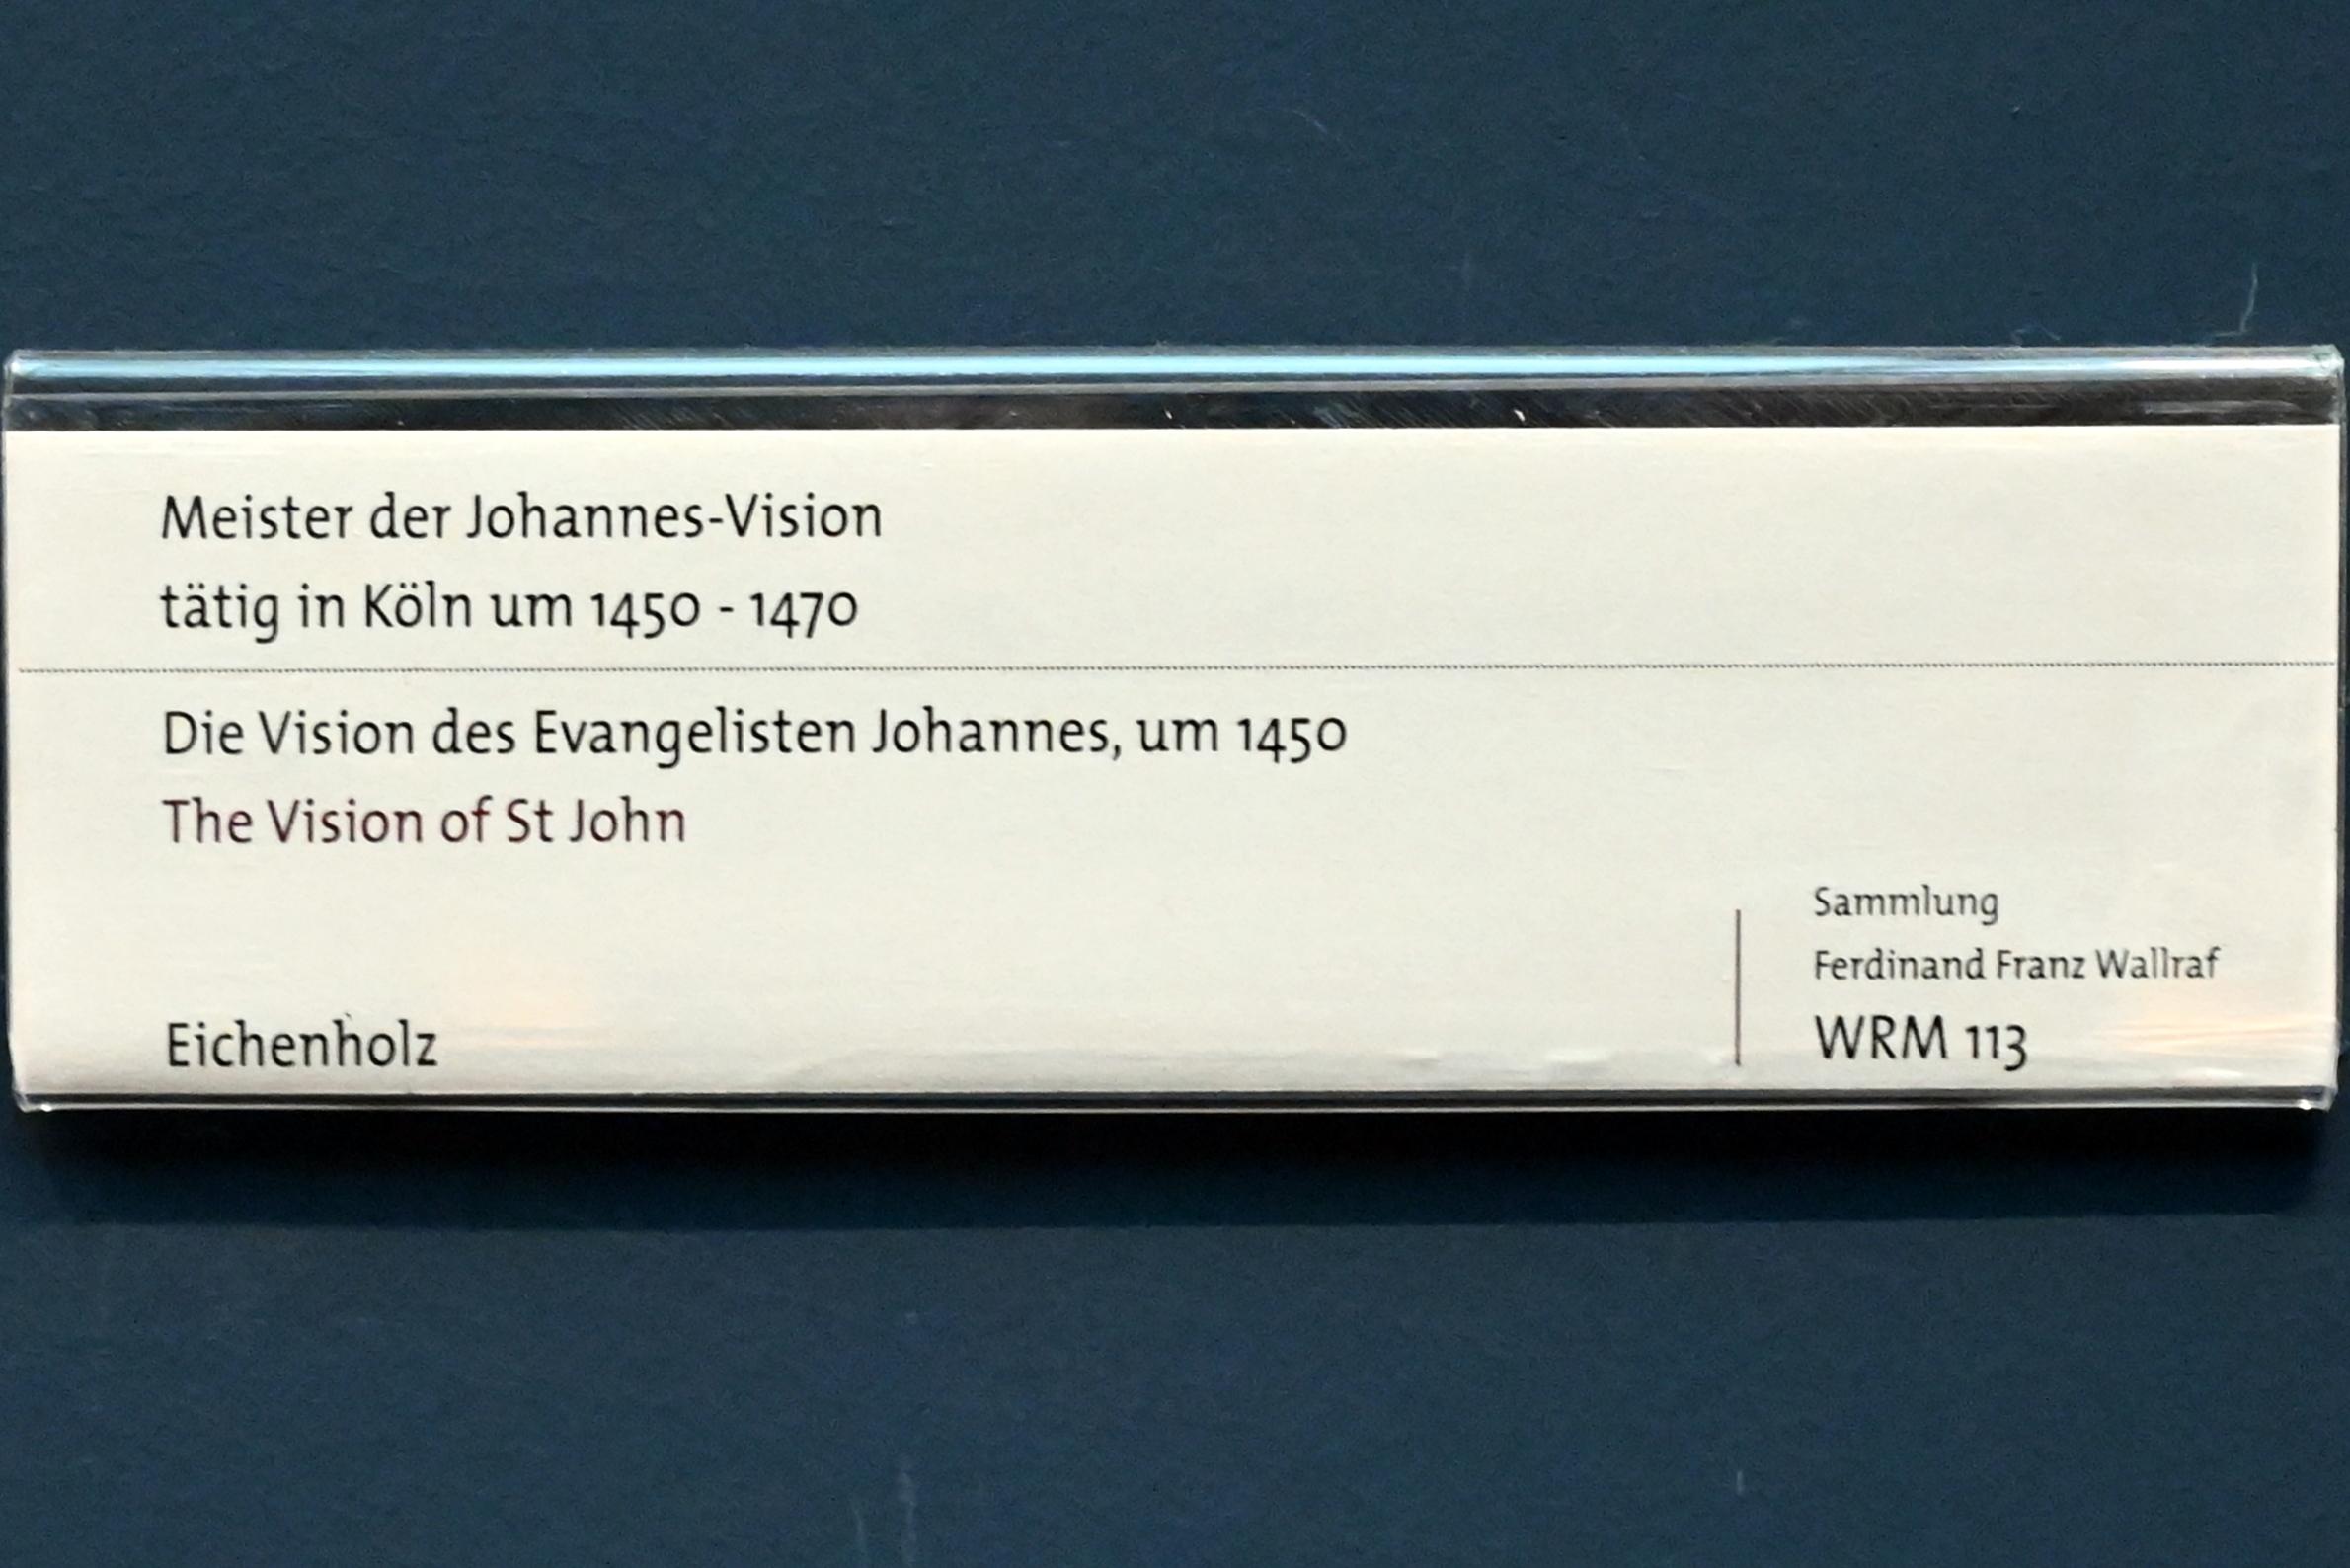 Meister der Johannes-Vision
tätig in Köln um 1450 - 1470
Die Vision des Evangelisten Johannes, um 1450
The Vision of St John
Eichenholz
Sammlung
Ferdinand Franz Wallraf
WRM 113